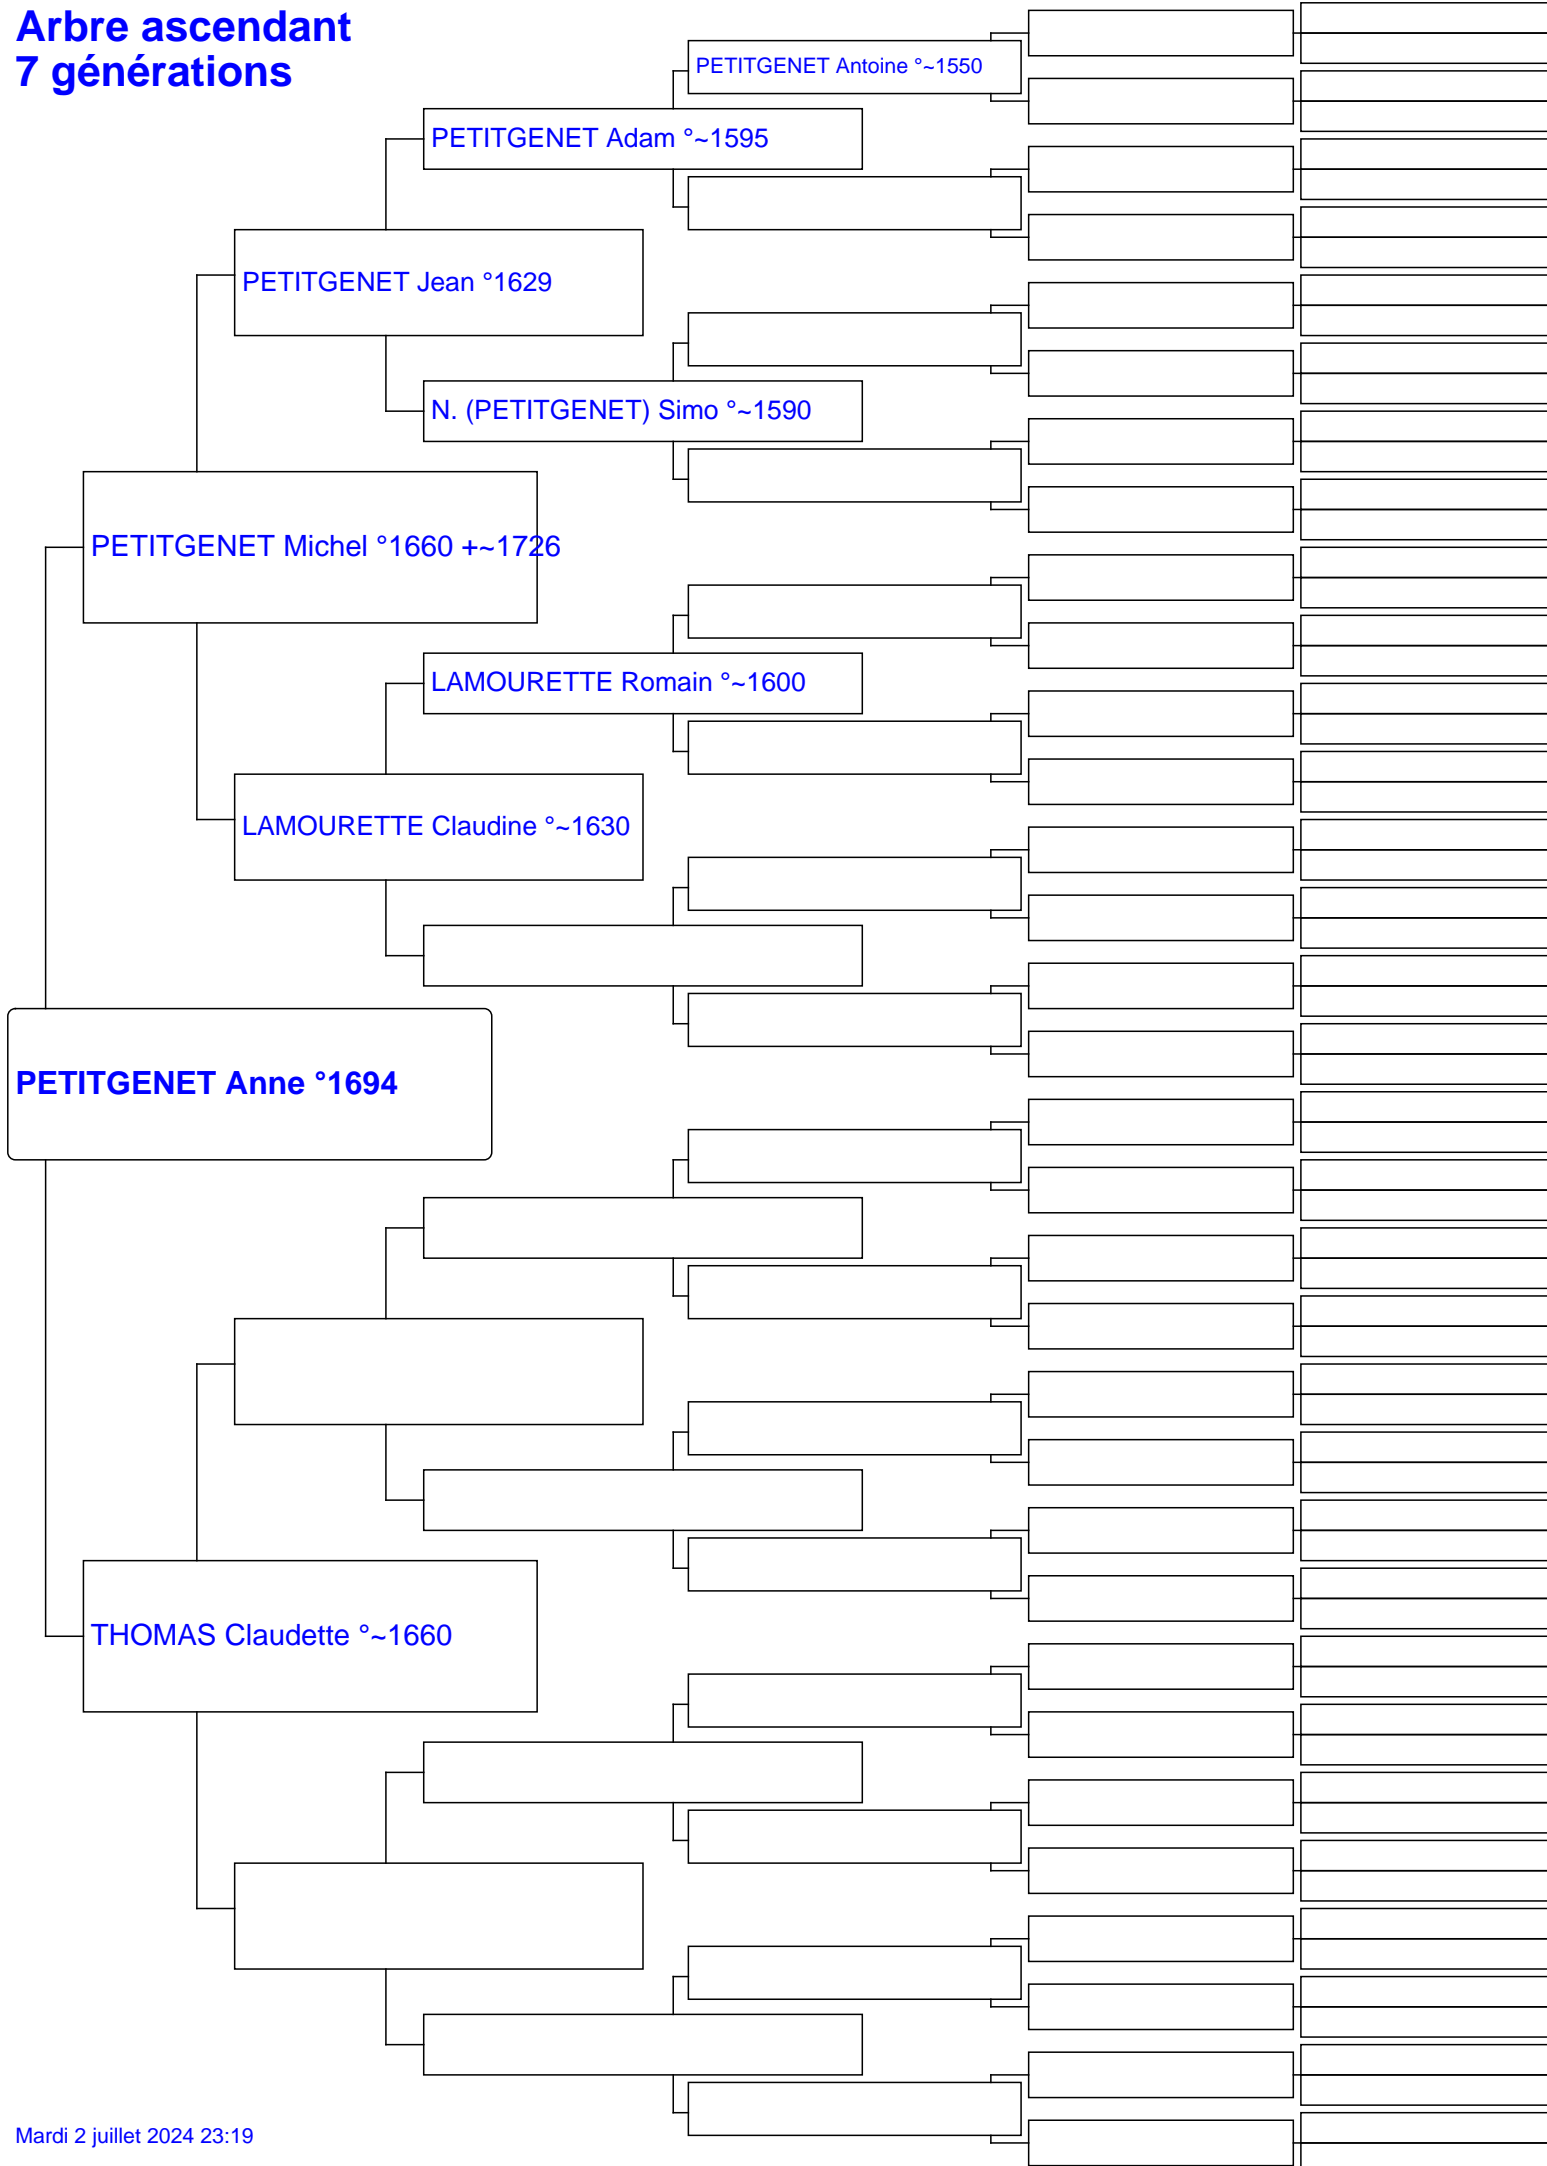 Arbre ascendant
7 générations
PETITGENET Antoine °~1550
PETITGENET Adam °~1595
PETITGENET Jean °1629
N. (PETITGENET) Simo °~1590
PETITGENET Michel °1660 +~1726
LAMOURETTE Romain °~1600
LAMOURETTE Claudine °~1630
PETITGENET Anne °1694
THOMAS Claudette °~1660
Mardi 2 juillet 2024 23:19